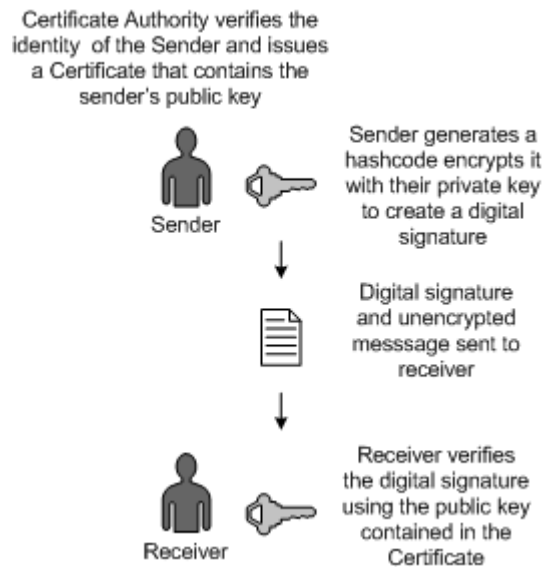 Certificate Authority verifies the
identity of the Sender and issues
a Certificate that contains the
sender's public key
Sender generates a
hashcode encrypts it
with their private key
to create a digital
signature
Sender
Digital signature
and unencrypted
messsage sent to
receiver
Receiver verifies
the digital signature
using the public key
contained in the
Certificate
Receiver